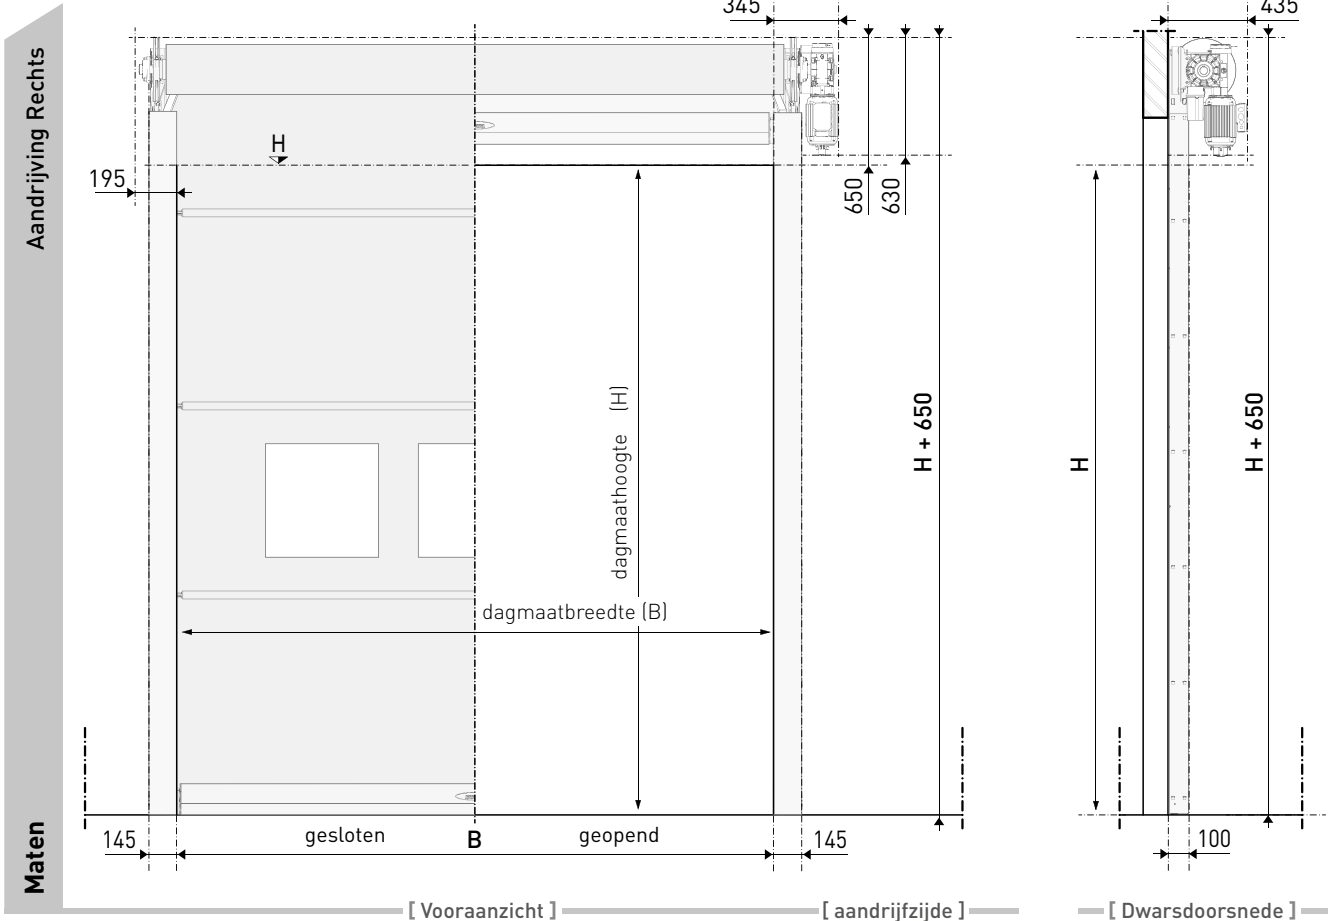 345
435
Aandrijving Rechts
H
195
650
630
H + 650
H
H + 650
dagmaathoogte (H)
dagmaatbreedte (B)
145
gesloten
B
geopend
145
100
Maten
[ Vooraanzicht ]
[ aandrijfzijde ]
[ Dwarsdoorsnede ]